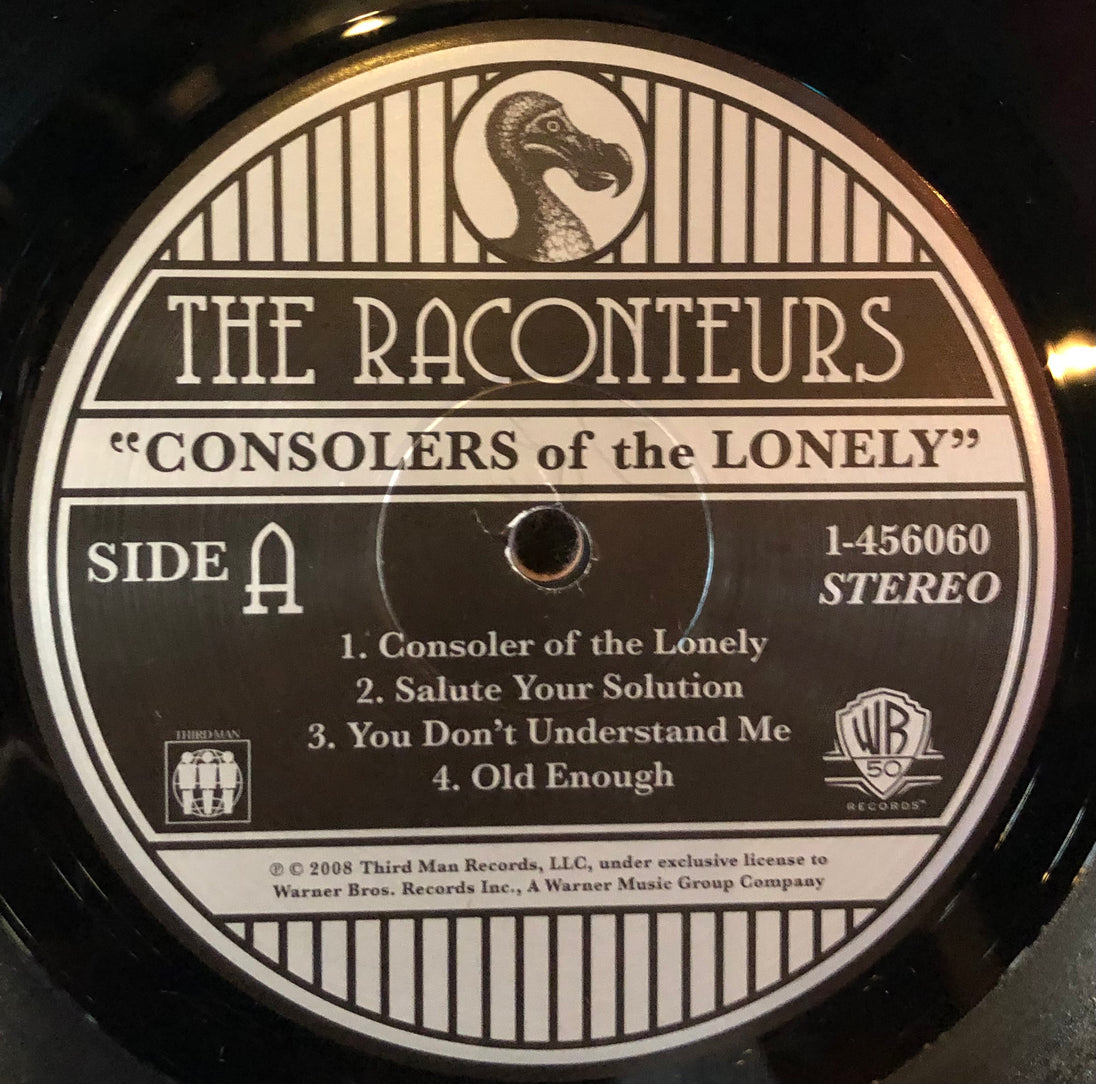 THE RACONTEURS
“CONSOLERS of the LONELY”
SIDE A
1-456060
STEREO
1. Consoler of the Lonely
2. Salute Your Solution
3. You Don’t Understand Me
4. Old Enough
THIRD MAN
WB
50
RECORDS™
℗ © 2008 Third Man Records, LLC, under exclusive license to
Warner Bros. Records Inc., A Warner Music Group Company